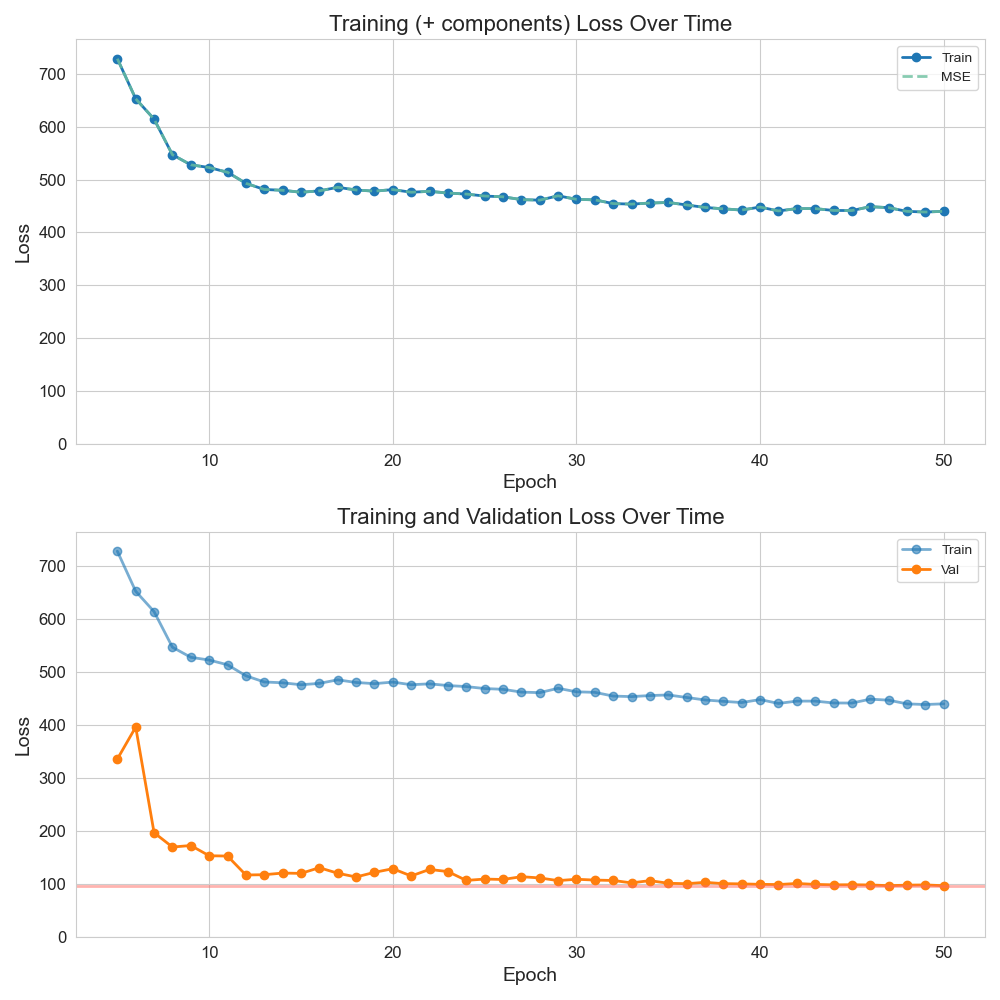 Training (+ components) Loss Over Time
Train
MSE
700
600
500
400
300
200
100
0
Loss
10 20 30 40 50
Epoch
Training and Validation Loss Over Time
Train
Val
700
600
500
400
300
200
100
0
Loss
10 20 30 40 50
Epoch